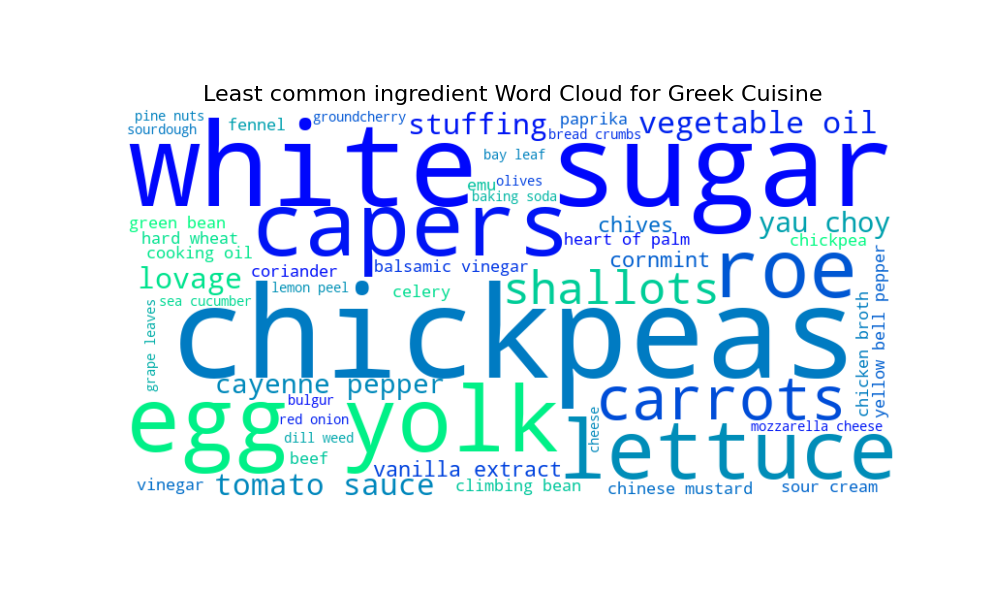 Least common ingredient Word Cloud for Greek Cuisine
pine nuts
groundcherry
sourdough
fennel
stuffing
paprika
bread crumbs
vegetable oil
white sugar
bay leaf
emu
olives
baking soda
capers
green bean
hard wheat
cooking oil
chives
yau choy
heart of palm
chickpea
coriander
balsamic vinegar
cornmint
roe
yellow bell pepper
lovage
lemon peel
celery
shallots
sea cucumber
grape leaves
chickpeas
chicken broth
cayenne pepper
bulgur
egg yolk
carrots
red onion
dill weed
cheese
mozzarella cheese
lettuce
beef
vanilla extract
vinegar
tomato sauce
climbing bean
chinese mustard
sour cream